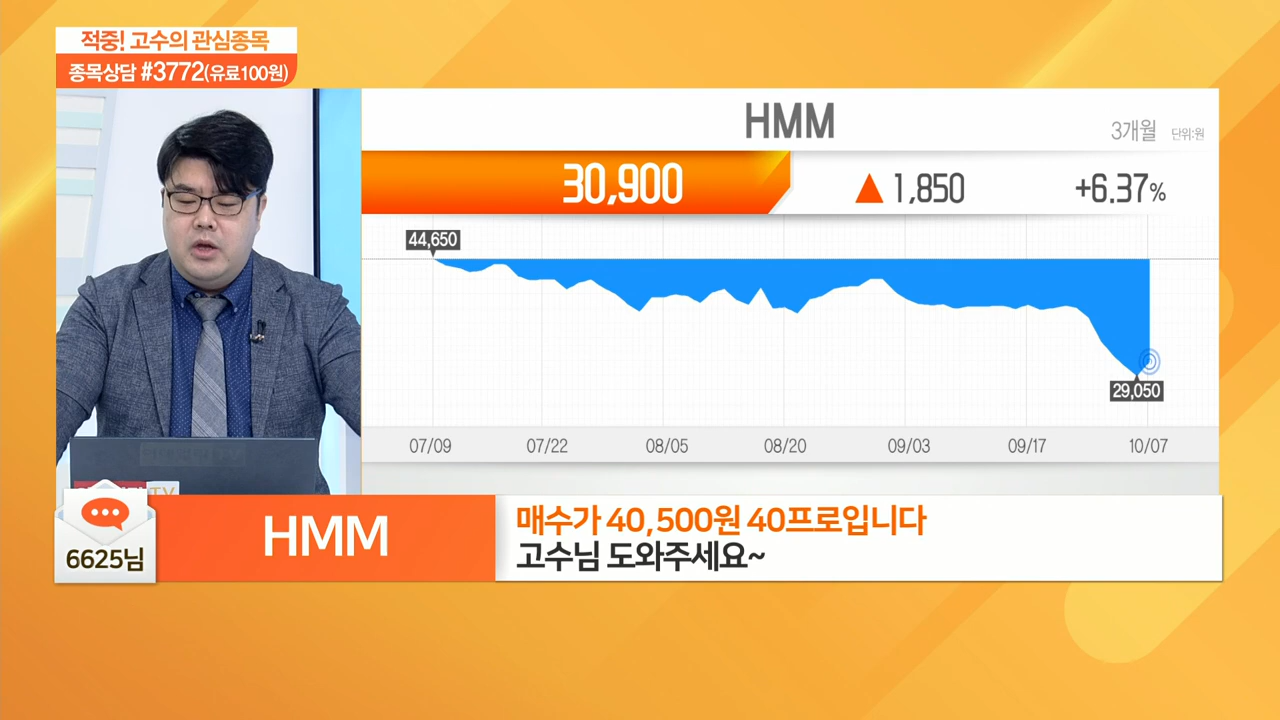 적중! 고수의 관심종목
종목상담 #3772(유료100원)
HMM
3개월 단위:원
30,900 ▲ 1,850 +6.37%
44,650
29,050
07/09 07/22 08/05 08/20 09/03 09/17 10/07
TV
6625님
HMM
매수가 40,500원 40프로입니다
고수님 도와주세요~